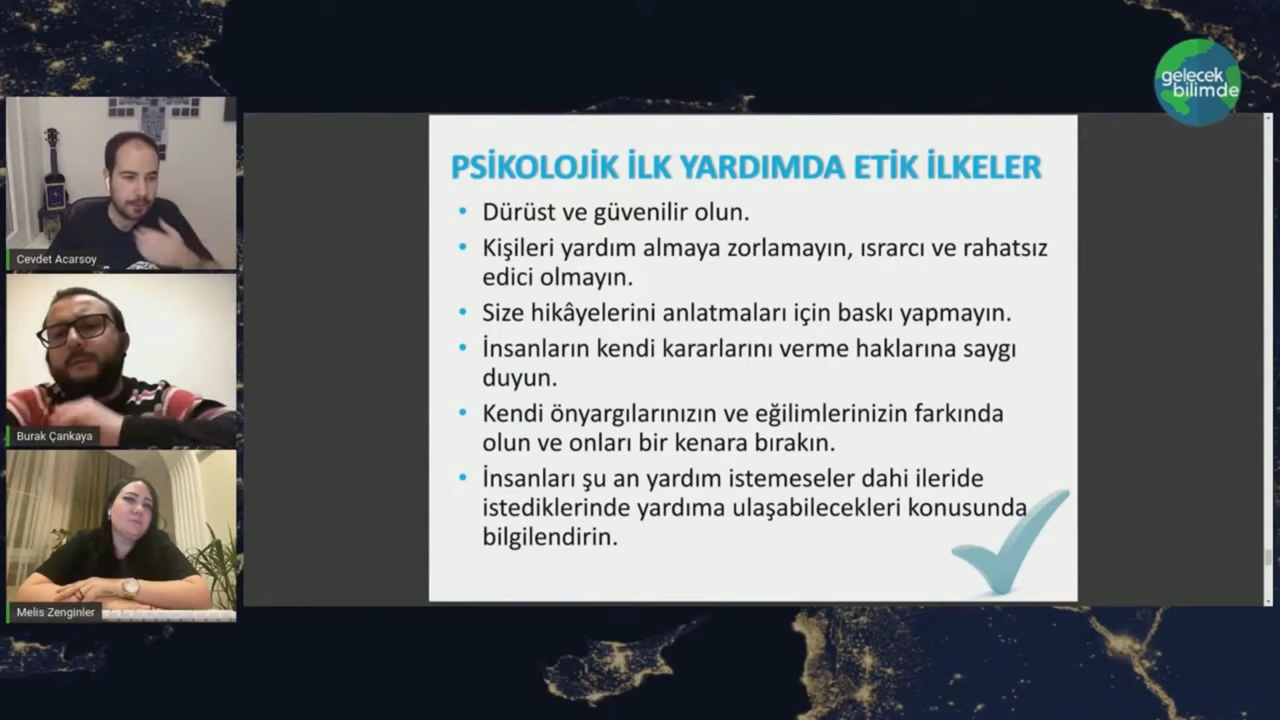 gelecek
bilimde
Cevdet Acarsoy
Burak Çankaya
Melis Zenginler
PSİKOLOJİK İLK YARDIMDA ETİK İLKELER
• Dürüst ve güvenilir olun.
• Kişileri yardım almaya zorlamayın, ısrarcı ve rahatsız
edici olmayın.
• Size hikâyelerini anlatmaları için baskı yapmayın.
• İnsanların kendi kararlarını verme haklarına saygı
duyun.
• Kendi önyargılarınızın ve eğilimlerinizin farkında
olun ve onları bir kenara bırakın.
• İnsanları şu an yardım istemeseler dahi ileride
istediklerinde yardıma ulaşabilecekleri konusunda
bilgilendirin.